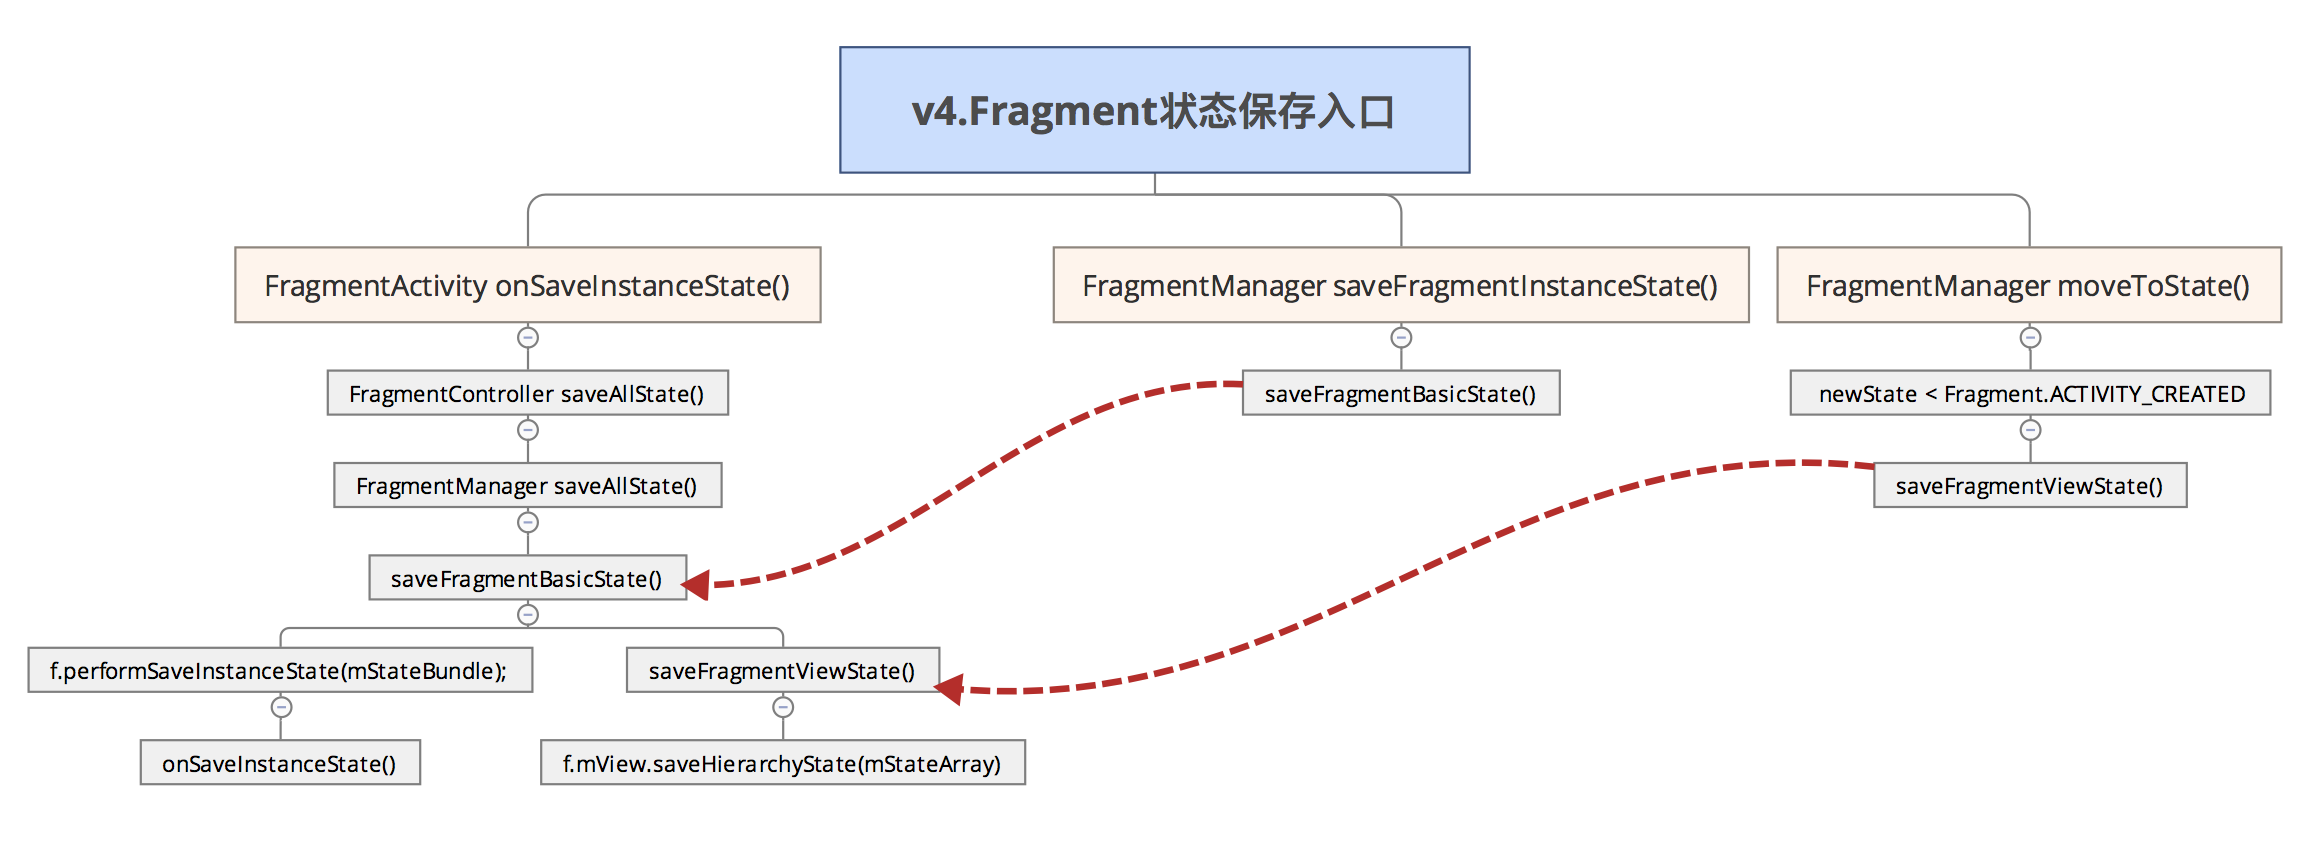 v4.Fragment状态保存入口
FragmentActivity onSaveInstanceState()
FragmentManager saveFragmentInstanceState()
FragmentManager moveToState()
FragmentController saveAllState()
saveFragmentBasicState()
newState < Fragment.ACTIVITY_CREATED
FragmentManager saveAllState()
saveFragmentViewState()
saveFragmentBasicState()
f.performSaveInstanceState(mStateBundle);
saveFragmentViewState()
onSaveInstanceState()
f.mView.saveHierarchyState(mStateArray)